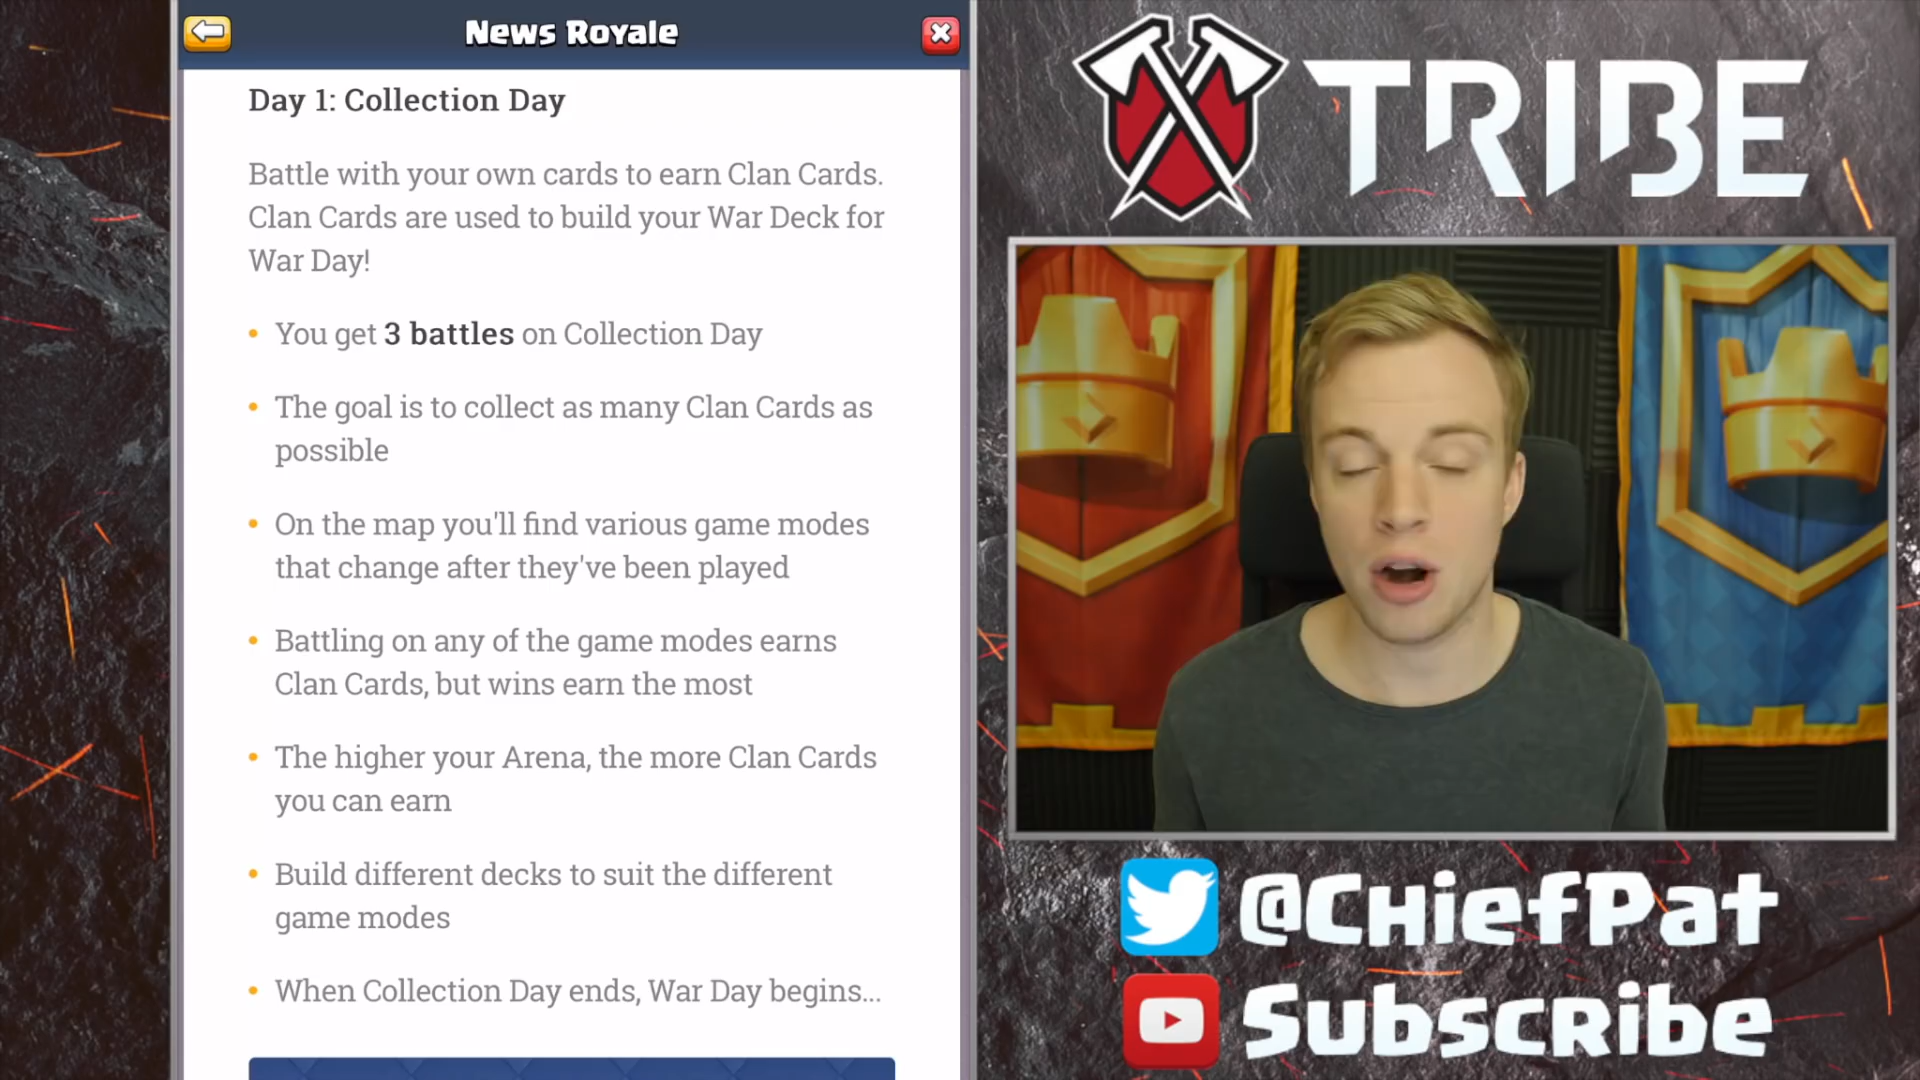 News Royale
Day 1: Collection Day
Battle with your own cards to earn Clan Cards.
Clan Cards are used to build your War Deck for
War Day!
• You get 3 battles on Collection Day
• The goal is to collect as many Clan Cards as
possible
• On the map you'll find various game modes
that change after they've been played
• Battling on any of the game modes earns
Clan Cards, but wins earn the most
• The higher your Arena, the more Clan Cards
you can earn
• Build different decks to suit the different
game modes
• When Collection Day ends, War Day begins...
TRIBE
@ChiefPat
Subscribe